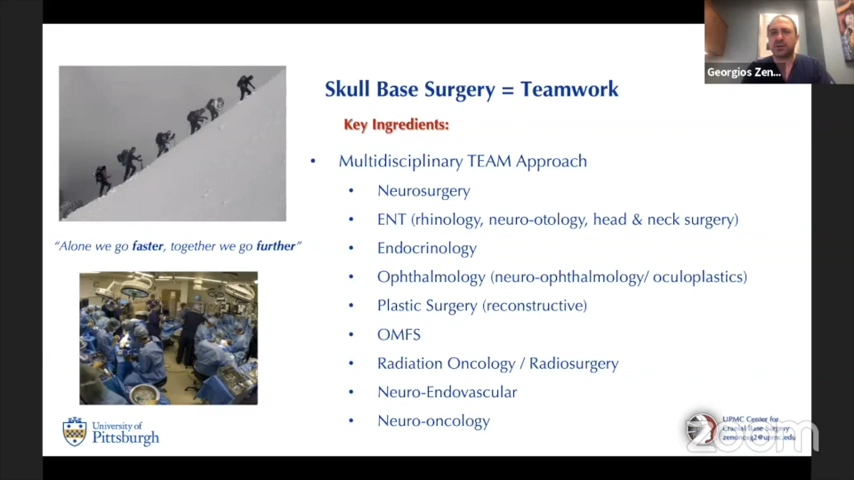 Georgios Zen...
Skull Base Surgery = Teamwork
Key Ingredients:
• Multidisciplinary TEAM Approach
• Neurosurgery
• ENT (rhinology, neuro-otology, head & neck surgery)
• Endocrinology
• Ophthalmology (neuro-ophthalmology/ oculoplastics)
• Plastic Surgery (reconstructive)
• OMFS
• Radiation Oncology / Radiosurgery
• Neuro-Endovascular
• Neuro-oncology
"Alone we go faster, together we go further"
University of
Pittsburgh
UPMC Center for
Cranial Base Surgery
zoom